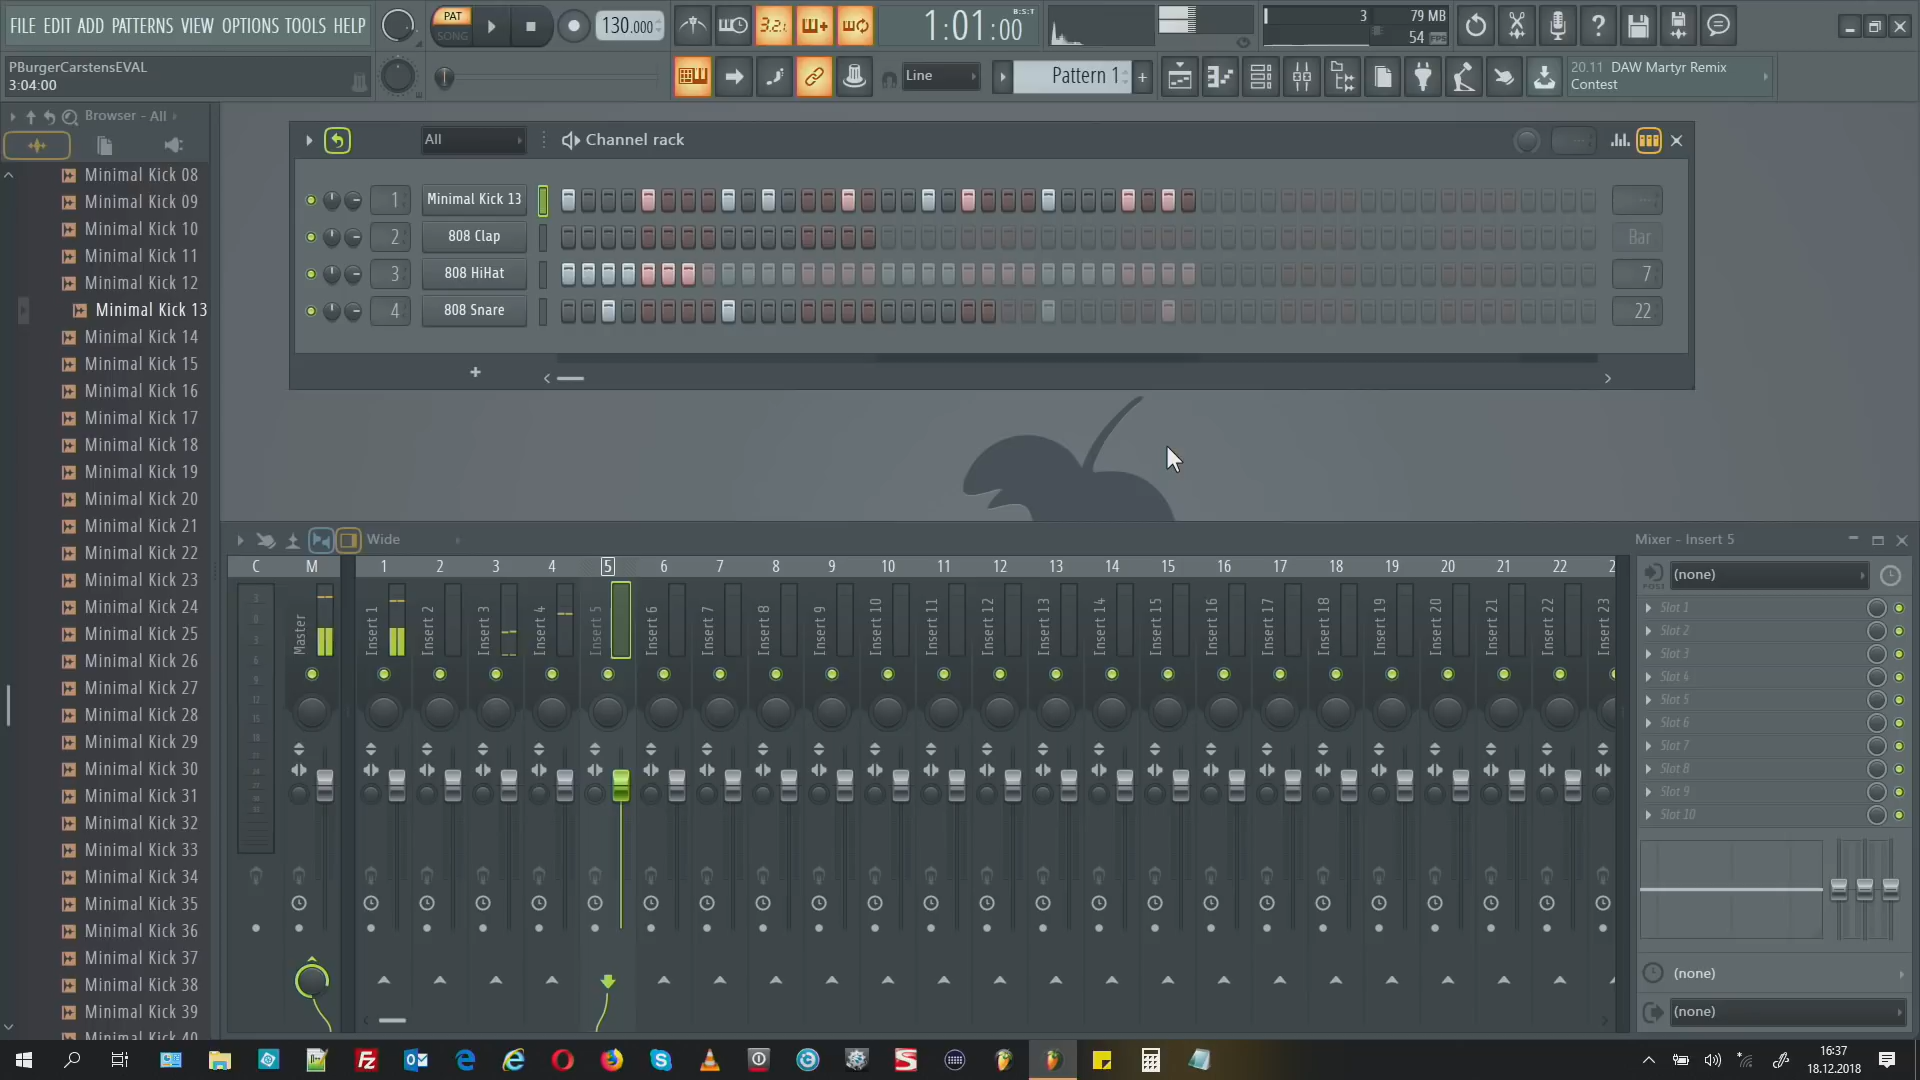 FILE EDIT ADD PATTERNS VIEW OPTIONS TOOLS HELP
PAT
SONG
130.000
3.2.
1:01:00
B:S:T
3
79 MB
54
PBurgerCarstensEVAL
3:04:00
Line
Pattern 1
+
20.11 DAW Martyr Remix
Contest
Browser - All
Minimal Kick 08
Minimal Kick 09
Minimal Kick 10
Minimal Kick 11
Minimal Kick 12
Minimal Kick 13
Minimal Kick 14
Minimal Kick 15
Minimal Kick 16
Minimal Kick 17
Minimal Kick 18
Minimal Kick 19
Minimal Kick 20
Minimal Kick 21
Minimal Kick 22
Minimal Kick 23
Minimal Kick 24
Minimal Kick 25
Minimal Kick 26
Minimal Kick 27
Minimal Kick 28
Minimal Kick 29
Minimal Kick 30
Minimal Kick 31
Minimal Kick 32
Minimal Kick 33
Minimal Kick 34
Minimal Kick 35
Minimal Kick 36
Minimal Kick 37
Minimal Kick 38
Minimal Kick 39
Minimal Kick 40
All
Channel rack
1 Minimal Kick 13
2 808 Clap Bar
3 808 HiHat 7
4 808 Snare 22
+
Wide
Mixer - Insert 5
C M 1 2 3 4 5 6 7 8 9 10 11 12 13 14 15 16 17 18 19 20 21 22 2
Master
Insert 1
Insert 2
Insert 3
Insert 4
Insert 5
Insert 6
Insert 7
Insert 8
Insert 9
Insert 10
Insert 11
Insert 12
Insert 13
Insert 14
Insert 15
Insert 16
Insert 17
Insert 18
Insert 19
Insert 20
Insert 21
Insert 22
Insert 23
POST
(none)
Slot 1
Slot 2
Slot 3
Slot 4
Slot 5
Slot 6
Slot 7
Slot 8
Slot 9
Slot 10
(none)
(none)
16:37
18.12.2018